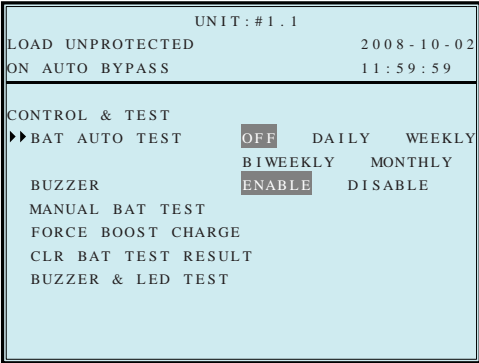 UNIT:#1.1
LOAD UNPROTECTED 2008-10-02
ON AUTO BYPASS 11:59:59
CONTROL & TEST
BAT AUTO TEST OFF DAILY WEEKLY
BIWEEKLY MONTHLY
BUZZER ENABLE DISABLE
MANUAL BAT TEST
FORCE BOOST CHARGE
CLR BAT TEST RESULT
BUZZER & LED TEST